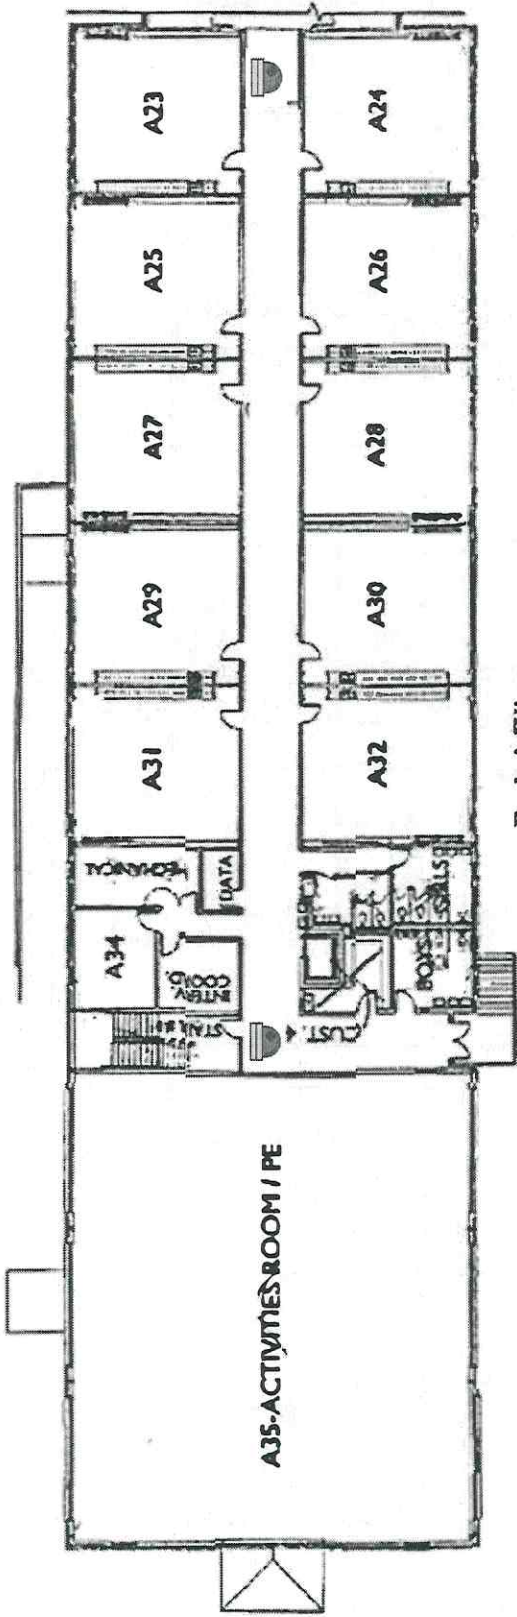 A23
A24
A25
A26
A27
A28
A29
A30
A31
A32
MECHANICAL
DATA
A34
INTERV.
GIRLS
BOYS
STAIR
CUST.
A35-ACTIVITIES ROOM / PE